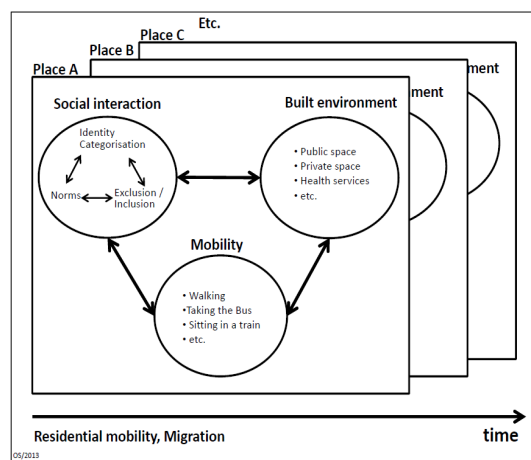 Etc.
Place C
Place B
Place A
Social interaction
Identity
Categorisation
Norms
Exclusion /
Inclusion
Built environment
• Public space
• Private space
• Health services
• etc.
ment
ment
Mobility
• Walking
•Taking the Bus
• Sitting in a train
• etc.
time
Residential mobility, Migration
OS/2013